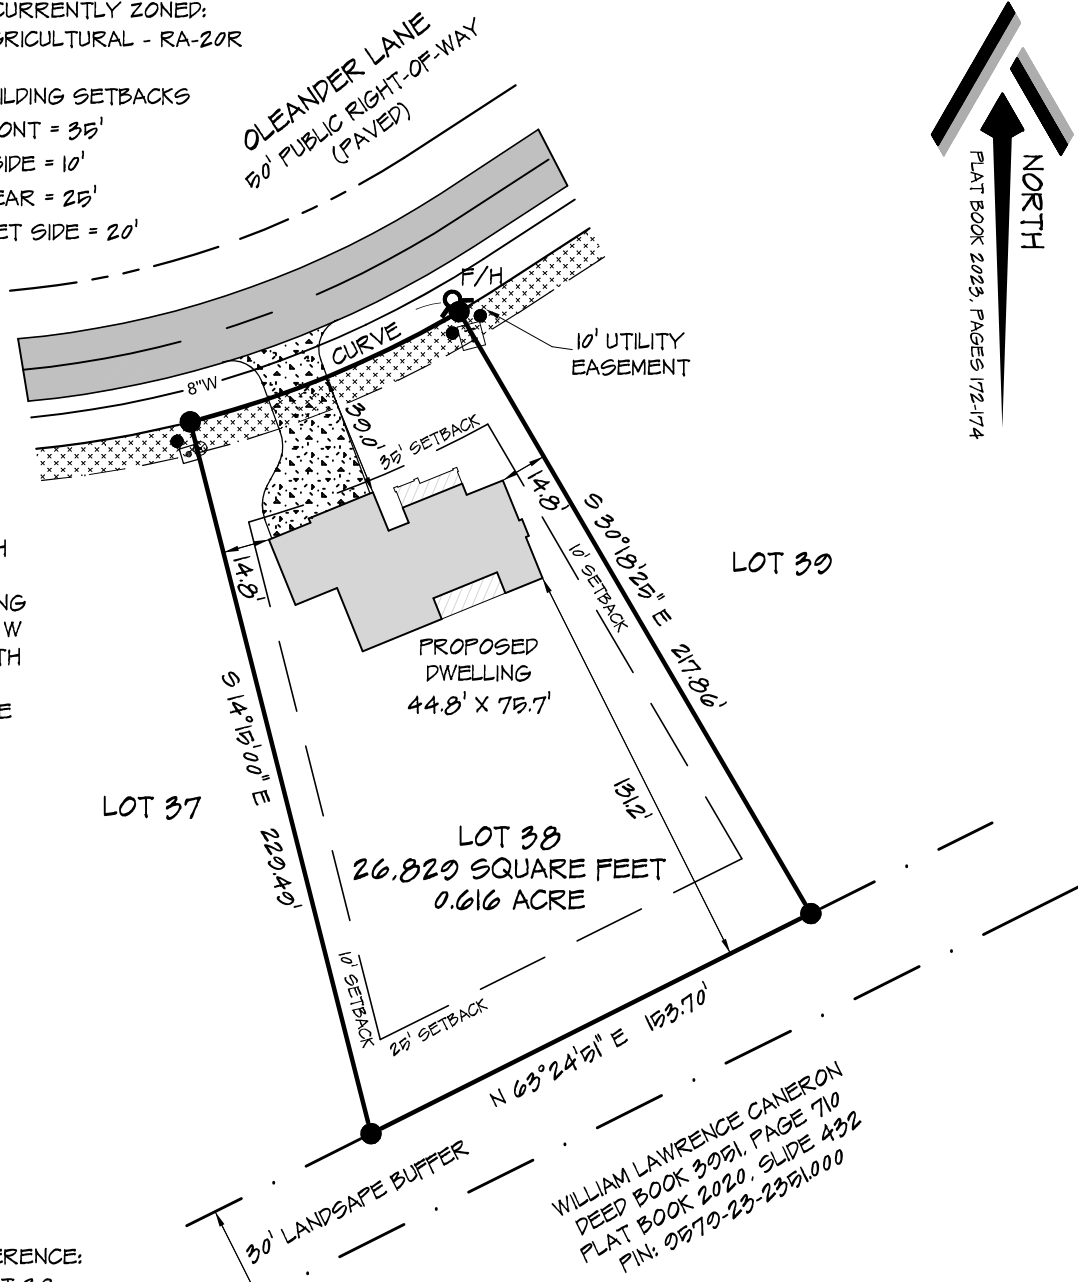 CURRENTLY ZONED:
GRICULTURAL - RA-20R
ILDING SETBACKS
ONT = 35'
SIDE = 10'
EAR = 25'
ET SIDE = 20'
OLEANDER LANE
50' PUBLIC RIGHT-OF-WAY
(PAVED)
NORTH
PLAT BOOK 2023, PAGES 172-174
F/H
10' UTILITY
EASEMENT
CURVE
8"W
39.0'
35' SETBACK
14.8'
14.8'
S 30°18'25" E 217.86'
10' SETBACK
LOT 39
H
NG
W
TH
E
PROPOSED
DWELLING
44.8' X 75.7'
S 14°15'00" E 229.49'
LOT 37
131.2'
LOT 38
26,829 SQUARE FEET
0.616 ACRE
10' SETBACK
25' SETBACK
N 63°24'51" E 153.70'
30' LANDSAPE BUFFER
WILLIAM LAWRENCE CANERON
DEED BOOK 3951, PAGE 710
PLAT BOOK 2020, SLIDE 432
PIN: 9579-23-2351.000
ERENCE: